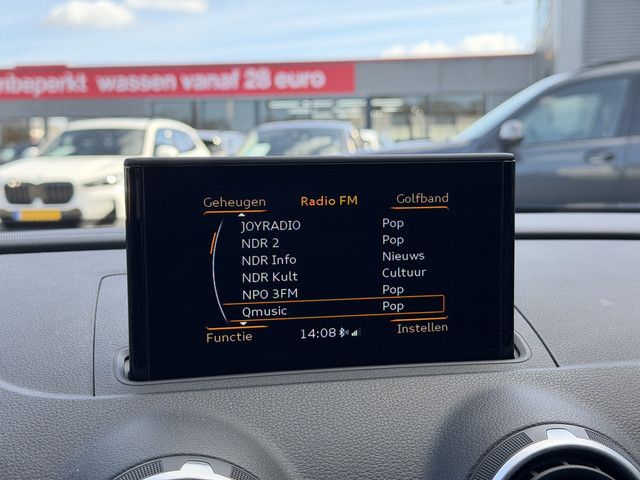 nbeperkt wassen vanaf 28 euro
Geheugen Radio FM Golfband
JOYRADIO Pop
NDR 2 Pop
NDR Info Nieuws
NDR Kult Cultuur
NPO 3FM Pop
Qmusic Pop
Functie 14:08 Instellen